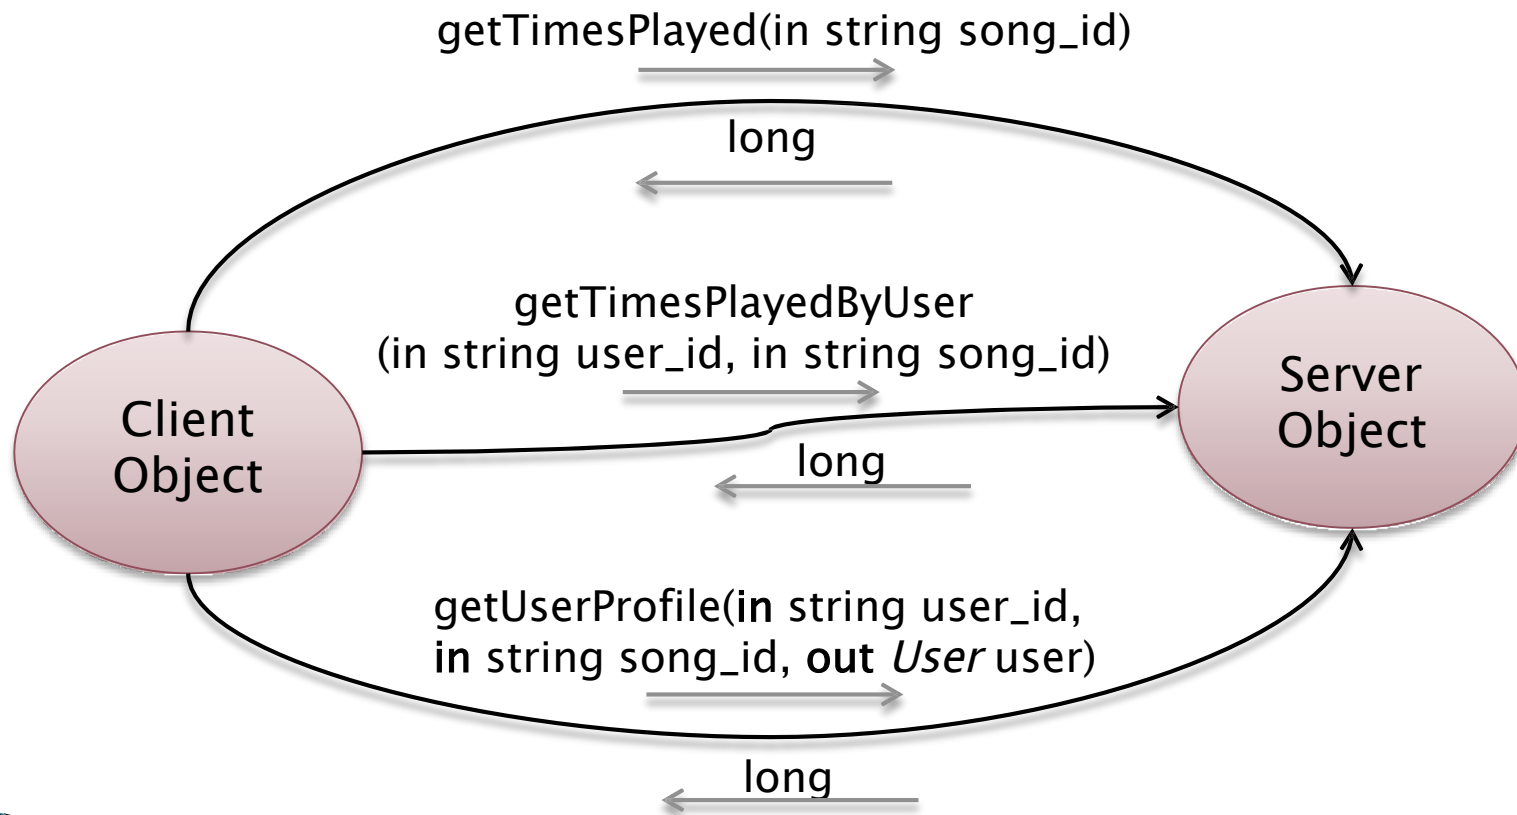 getTimesPlayed(in string song_id)
long
getTimesPlayedByUser
(in string user_id, in string song_id)
long
Client
Object
Server
Object
getUserProfile(in string user_id,
in string song_id, out User user)
long